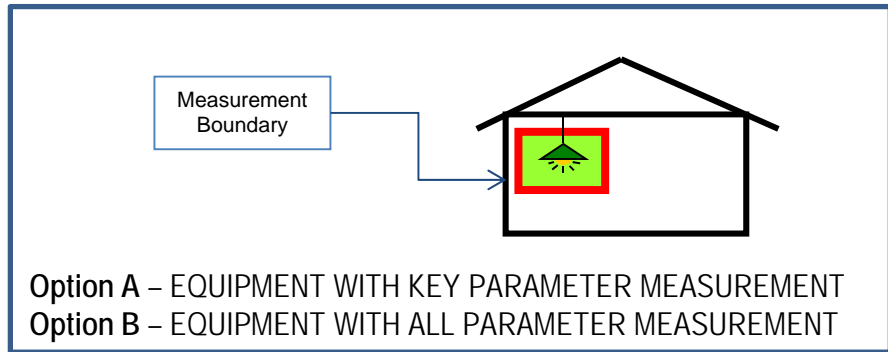 Measurement
Boundary
Option A – EQUIPMENT WITH KEY PARAMETER MEASUREMENT
Option B – EQUIPMENT WITH ALL PARAMETER MEASUREMENT